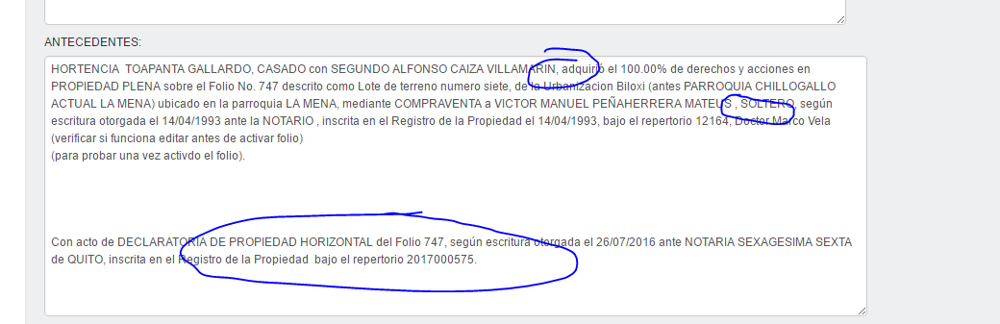 ANTECEDENTES:
HORTENCIA  TOAPANTA GALLARDO, CASADO con SEGUNDO ALFONSO CAIZA VILLAMARIN, adquirió el 100.00% de derechos y acciones en
PROPIEDAD PLENA sobre el Folio No. 747 descrito como Lote de terreno numero siete, de la Urbanizacion Biloxi (antes PARROQUIA CHILLOGALLO
ACTUAL LA MENA) ubicado en la parroquia LA MENA, mediante COMPRAVENTA a VICTOR MANUEL PEÑAHERRERA MATEUS , SOLTERO, según
escritura otorgada el 14/04/1993 ante la NOTARIO , inscrita en el Registro de la Propiedad el 14/04/1993, bajo el repertorio 12164, Doctor Marco Vela
(verificar si funciona editar antes de activar folio)
(para probar una vez activdo el folio).
Con acto de DECLARATORIA DE PROPIEDAD HORIZONTAL del Folio 747, según escritura otorgada el 26/07/2016 ante NOTARIA SEXAGESIMA SEXTA
de QUITO, inscrita en el Registro de la Propiedad  bajo el repertorio 2017000575.